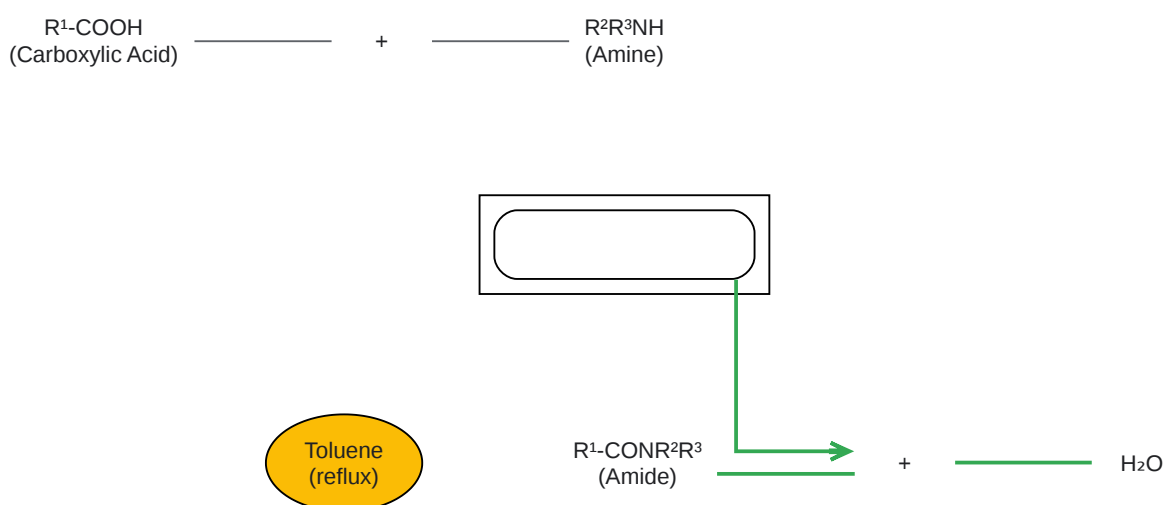 R¹-COOH
(Carboxylic Acid)
+
R²R³NH
(Amine)
Toluene
(reflux)
R¹-CONR²R³
(Amide)
+
H₂O